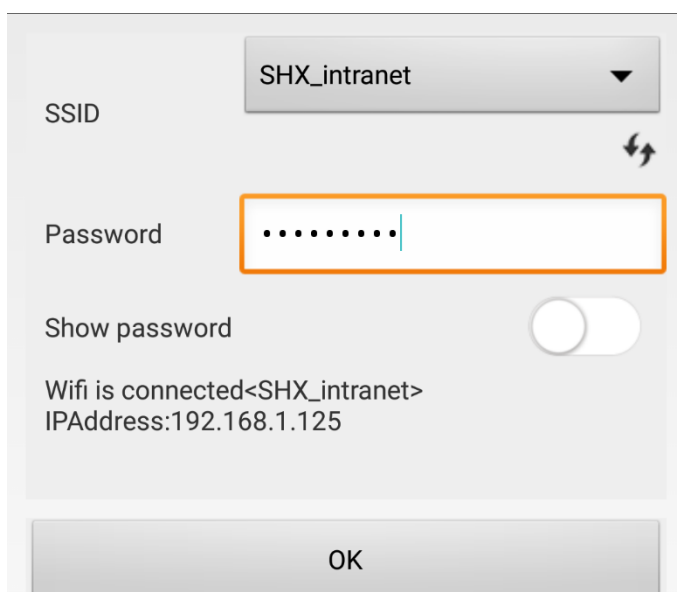 SHX_intranet
SSID
Password
•••••••••
Show password
Wifi is connected<SHX_intranet>
IPAddress:192.168.1.125
OK